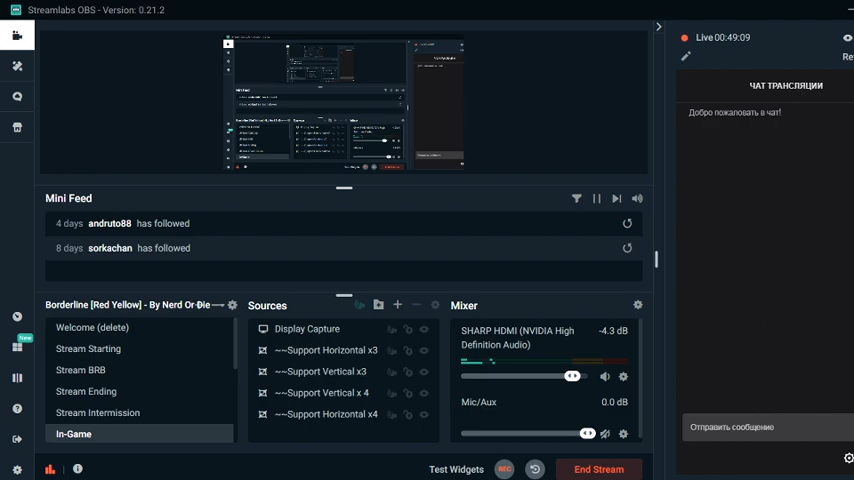 Streamlabs OBS - Version: 0.21.2
Live 00:49:09
Re
ЧАТ ТРАНСЛЯЦИИ
Добро пожаловать в чат!
Mini Feed
4 days andruto88 has followed
8 days sorkachan has followed
Borderline [Red Yellow] - By Nerd Or Die
Sources
Mixer
Welcome (delete)
Stream Starting
Stream BRB
Stream Ending
Stream Intermission
In-Game
New
Display Capture
~~Support Horizontal x3
~~Support Vertical x3
~~Support Vertical x 4
~~Support Horizontal x4
SHARP HDMI (NVIDIA High
Definition Audio)
-4.3 dB
Mic/Aux
0.0 dB
Отправить сообщение
Test Widgets
REC
End Stream